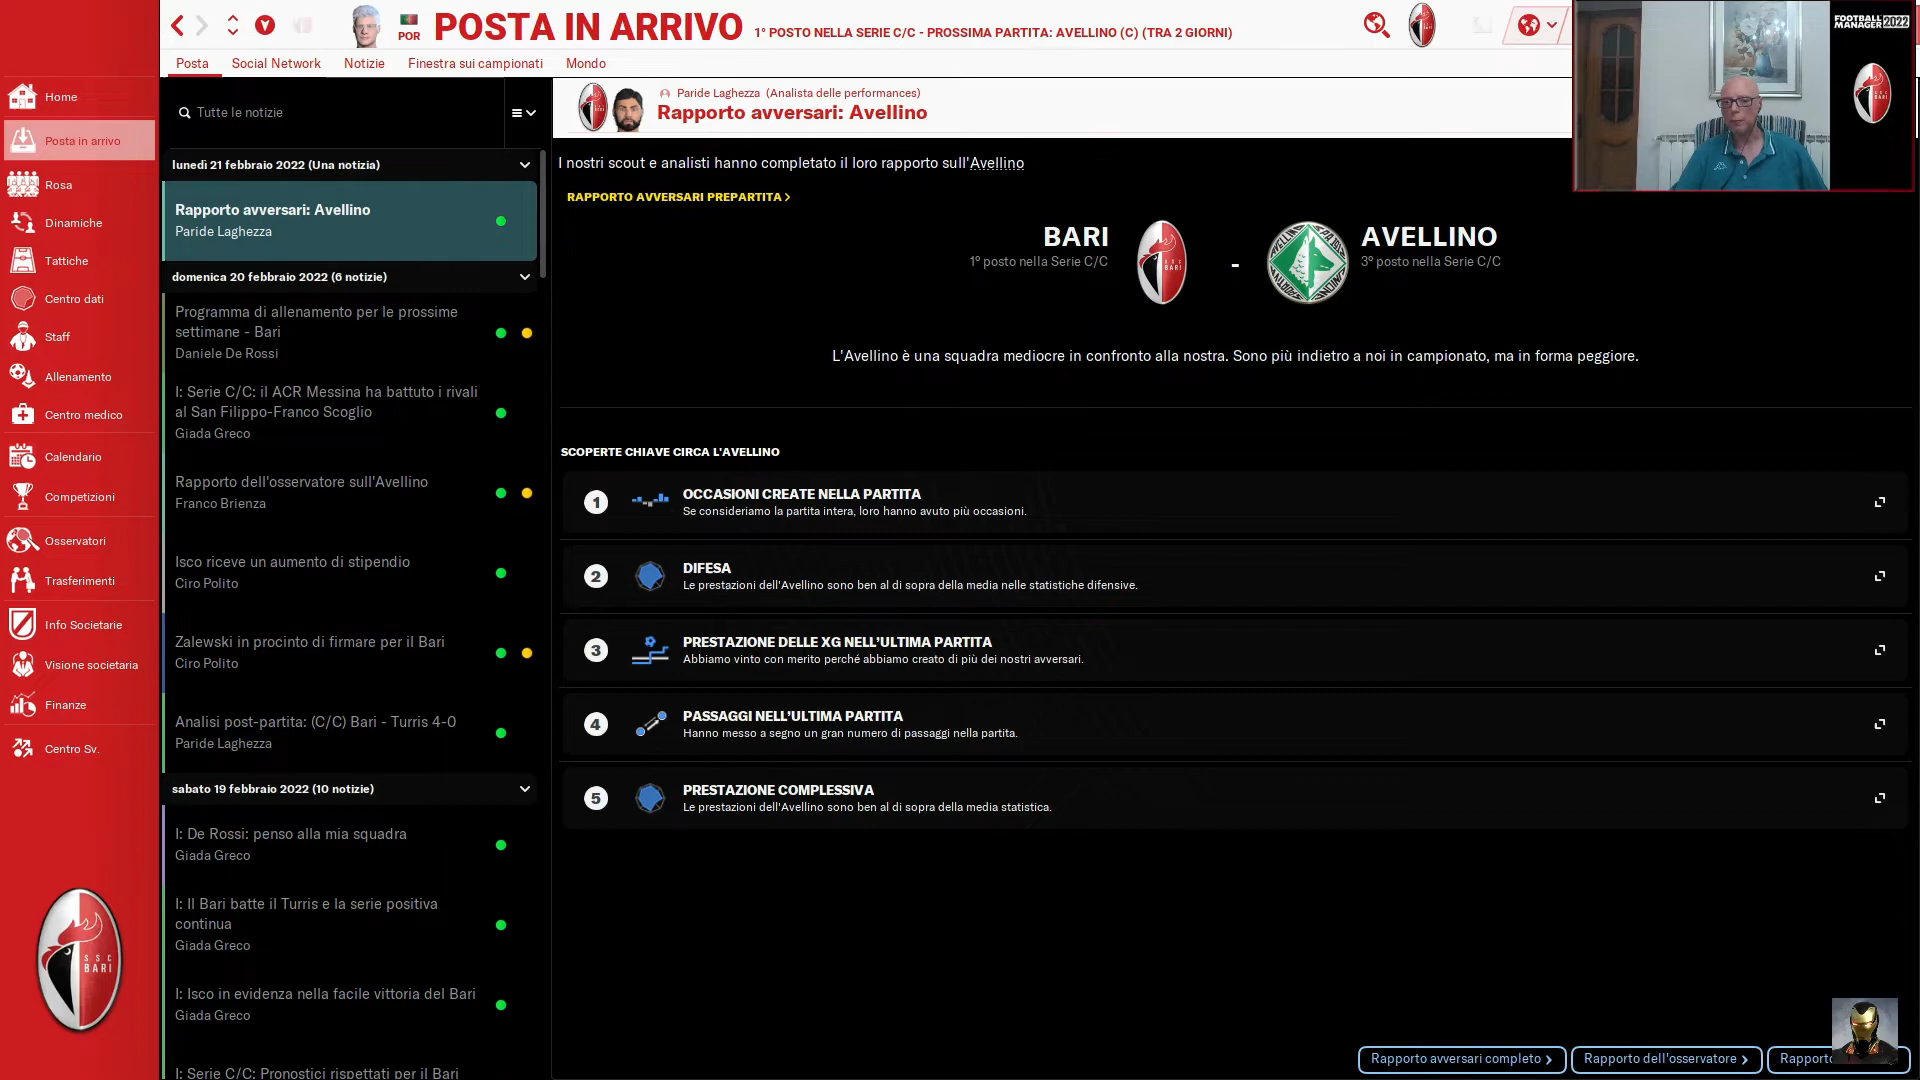 POR
POSTA IN ARRIVO
1° POSTO NELLA SERIE C/C - PROSSIMA PARTITA: AVELLINO (C) (TRA 2 GIORNI)
Posta
Social Network
Notizie
Finestra sui campionati
Mondo
FOOTBALL
MANAGER 2022
Home
Posta in arrivo
Rosa
Dinamiche
Tattiche
Centro dati
Staff
Allenamento
Centro medico
Calendario
Competizioni
Osservatori
Trasferimenti
Info Societarie
Visione societaria
Finanze
Centro Sv.
SSC
BARI
Tutte le notizie
lunedì 21 febbraio 2022 (Una notizia)
Rapporto avversari: Avellino
Paride Laghezza
domenica 20 febbraio 2022 (6 notizie)
Programma di allenamento per le prossime
settimane - Bari
Daniele De Rossi
I: Serie C/C: il ACR Messina ha battuto i rivali
al San Filippo-Franco Scoglio
Giada Greco
Rapporto dell'osservatore sull'Avellino
Franco Brienza
Isco riceve un aumento di stipendio
Ciro Polito
Zalewski in procinto di firmare per il Bari
Ciro Polito
Analisi post-partita: (C/C) Bari - Turris 4-0
Paride Laghezza
sabato 19 febbraio 2022 (10 notizie)
I: De Rossi: penso alla mia squadra
Giada Greco
I: Il Bari batte il Turris e la serie positiva
continua
Giada Greco
I: Isco in evidenza nella facile vittoria del Bari
Giada Greco
I: Serie C/C: Pronostici rispettati per il Bari
Paride Laghezza (Analista delle performances)
Rapporto avversari: Avellino
I nostri scout e analisti hanno completato il loro rapporto sull'Avellino
RAPPORTO AVVERSARI PREPARTITA
BARI
1° posto nella Serie C/C
SSC
BARI
-
AVELLINO
3° posto nella Serie C/C
L'Avellino è una squadra mediocre in confronto alla nostra. Sono più indietro a noi in campionato, ma in forma peggiore.
SCOPERTE CHIAVE CIRCA L'AVELLINO
1
OCCASIONI CREATE NELLA PARTITA
Se consideriamo la partita intera, loro hanno avuto più occasioni.
2
DIFESA
Le prestazioni dell'Avellino sono ben al di sopra della media nelle statistiche difensive.
3
PRESTAZIONE DELLE XG NELL'ULTIMA PARTITA
Abbiamo vinto con merito perché abbiamo creato di più dei nostri avversari.
4
PASSAGGI NELL'ULTIMA PARTITA
Hanno messo a segno un gran numero di passaggi nella partita.
5
PRESTAZIONE COMPLESSIVA
Le prestazioni dell'Avellino sono ben al di sopra della media statistica.
Rapporto avversari completo
Rapporto dell'osservatore